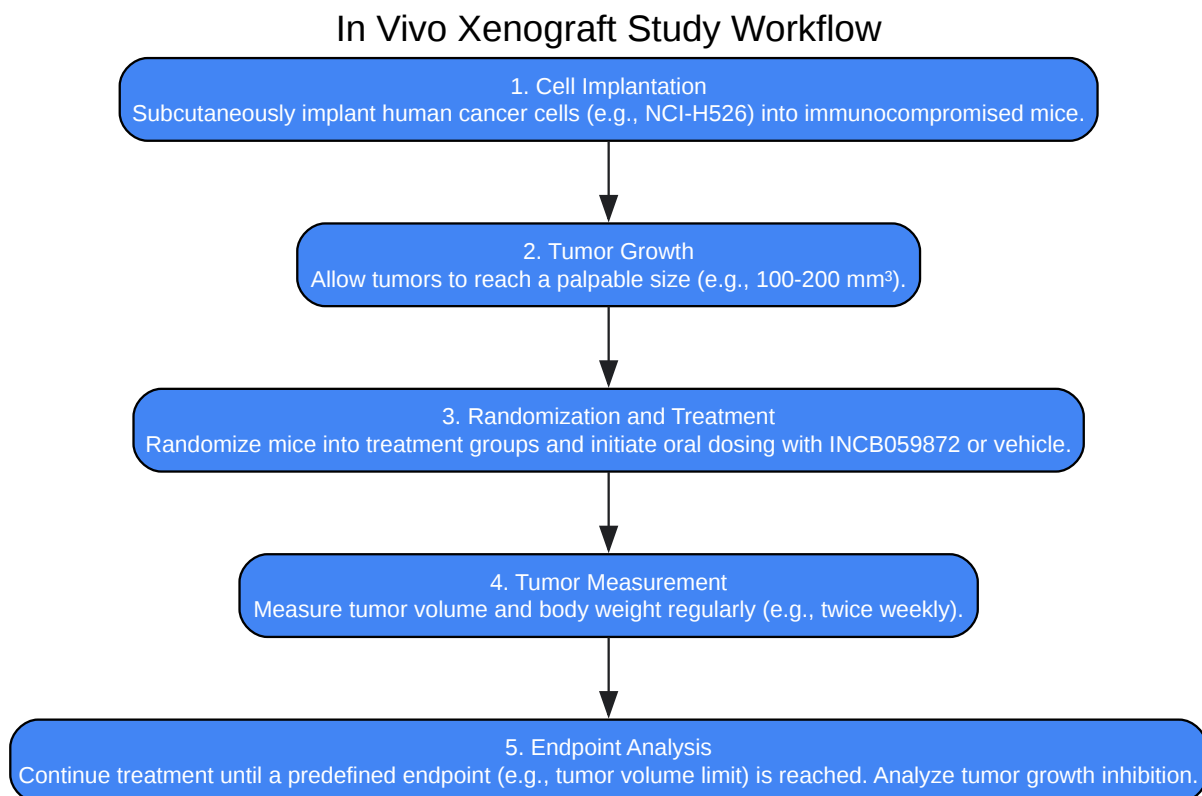 In Vivo Xenograft Study Workflow
1. Cell Implantation
Subcutaneously implant human cancer cells (e.g., NCI-H526) into immunocompromised mice.
2. Tumor Growth
Allow tumors to reach a palpable size (e.g., 100-200 mm³).
3. Randomization and Treatment
Randomize mice into treatment groups and initiate oral dosing with INCB059872 or vehicle.
4. Tumor Measurement
Measure tumor volume and body weight regularly (e.g., twice weekly).
5. Endpoint Analysis
Continue treatment until a predefined endpoint (e.g., tumor volume limit) is reached. Analyze tumor growth inhibition.